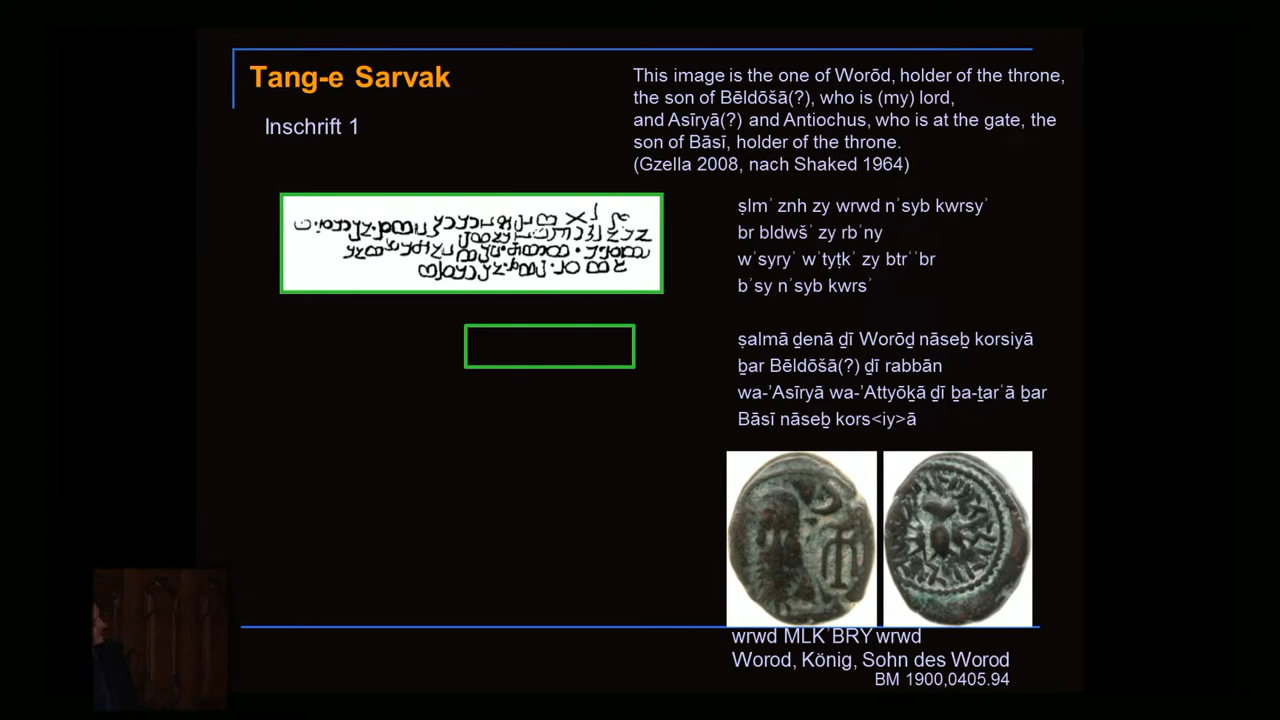 Tang-e Sarvak
Inschrift 1
This image is the one of Worōd, holder of the throne,
the son of Bēldōšā(?), who is (my) lord,
and Asīryā(?) and Antiochus, who is at the gate, the
son of Bāsī, holder of the throne.
(Gzella 2008, nach Shaked 1964)
ṣlmʾ znh zy wrwd nʾsyb kwrsyʾ
br bldwšʾ zy rbʾny
wʾsyryʾ wʾtyṭkʾ zy btrʿʾbr
bʾsy nʾsyb kwrsʾ
ṣalmā ḏenā ḏī Worōḏ nāseḇ korsiyā
ḇar Bēldōšā(?) ḏī rabbān
wa-ʾAsīryā wa-ʾAttyōḵā ḏī ḇa-ṯarʿā ḇar
Bāsī nāseḇ kors<iy>ā
wrwd MLKʾBRY wrwd
Worod, König, Sohn des Worod
BM 1900,0405.94